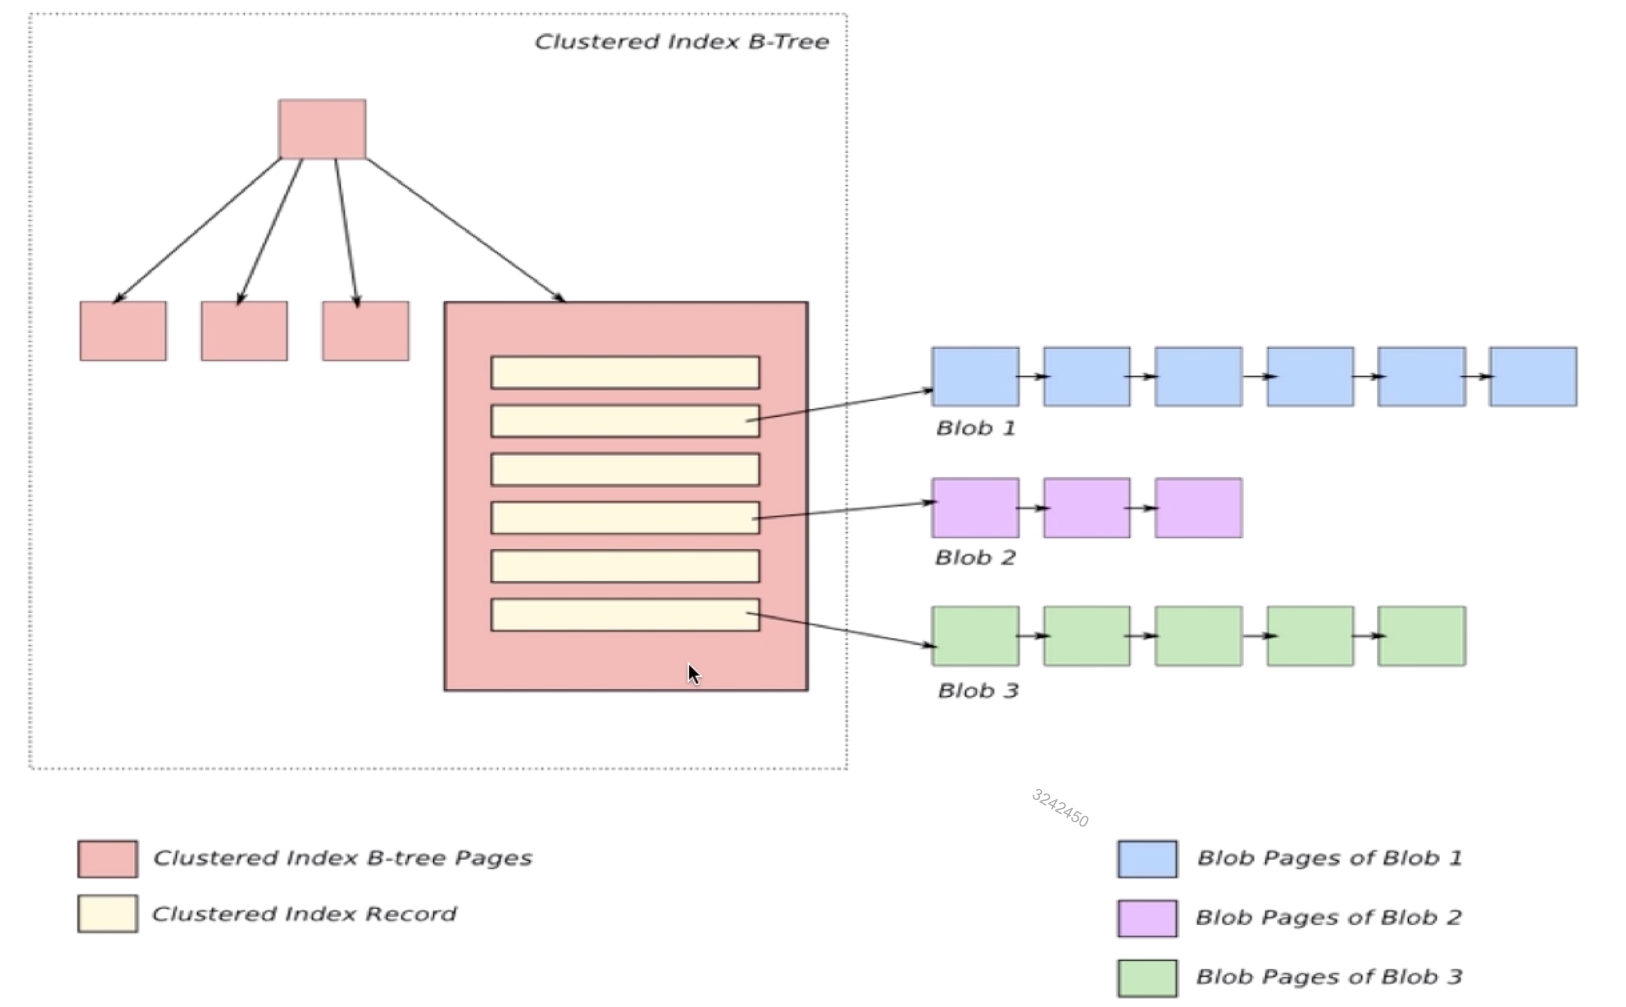 Clustered Index B-Tree
Blob 1
Blob 2
Blob 3
3242450
Clustered Index B-tree Pages
Clustered Index Record
Blob Pages of Blob 1
Blob Pages of Blob 2
Blob Pages of Blob 3